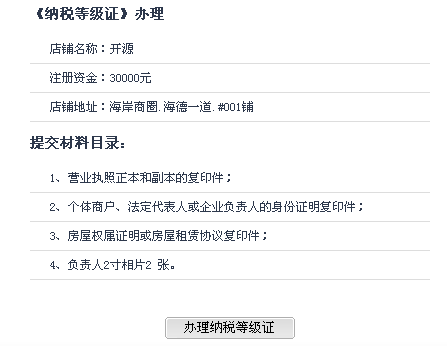 《纳税等级证》办理
店铺名称：开源
注册资金：30000元
店铺地址：海岸商圈.海德一道.#001铺
提交材料目录：
1、营业执照正本和副本的复印件；
2、个体商户、法定代表人或企业负责人的身份证明复印件；
3、房屋权属证明或房屋租赁协议复印件；
4、负责人2寸相片2 张。
办理纳税等级证